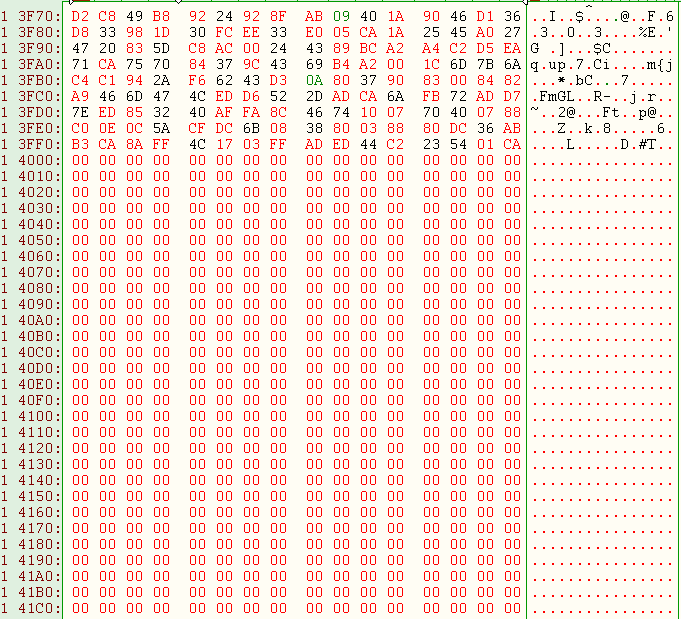 1 3F70: D2 C8 49 B8 92 24 92 8F AB 09 40 1A 90 46 D1 36 ..I..$....@..F.6
1 3F80: D8 33 98 1D 30 FC EE 33 E0 05 CA 1A 25 45 A0 27 .3..0..3....%E.'
1 3F90: 47 20 83 5D C8 AC 00 24 43 89 BC A2 A4 C2 D5 EA G .]...$C.......
1 3FA0: 71 CA 75 70 84 37 9C 43 69 B4 A2 00 1C 6D 7B 6A q.up.7.Ci....m{j
1 3FB0: C4 C1 94 2A F6 62 43 D3 0A 80 37 90 83 00 84 82 ...*.bC...7.....
1 3FC0: A9 46 6D 47 4C ED D6 52 2D AD CA 6A FB 72 AD D7 .FmGL..R-..j.r..
1 3FD0: 7E ED 85 32 40 AF FA 8C 46 74 10 07 70 40 07 88 ~..2@...Ft..p@..
1 3FE0: C0 0E 0C 5A CF DC 6B 08 38 80 03 88 80 DC 36 AB ...Z..k.8.....6.
1 3FF0: B3 CA 8A FF 4C 17 03 FF AD ED 44 C2 23 54 01 CA ....L.....D.#T..
1 4000: 00 00 00 00 00 00 00 00 00 00 00 00 00 00 00 00 ................
1 4010: 00 00 00 00 00 00 00 00 00 00 00 00 00 00 00 00 ................
1 4020: 00 00 00 00 00 00 00 00 00 00 00 00 00 00 00 00 ................
1 4030: 00 00 00 00 00 00 00 00 00 00 00 00 00 00 00 00 ................
1 4040: 00 00 00 00 00 00 00 00 00 00 00 00 00 00 00 00 ................
1 4050: 00 00 00 00 00 00 00 00 00 00 00 00 00 00 00 00 ................
1 4060: 00 00 00 00 00 00 00 00 00 00 00 00 00 00 00 00 ................
1 4070: 00 00 00 00 00 00 00 00 00 00 00 00 00 00 00 00 ................
1 4080: 00 00 00 00 00 00 00 00 00 00 00 00 00 00 00 00 ................
1 4090: 00 00 00 00 00 00 00 00 00 00 00 00 00 00 00 00 ................
1 40A0: 00 00 00 00 00 00 00 00 00 00 00 00 00 00 00 00 ................
1 40B0: 00 00 00 00 00 00 00 00 00 00 00 00 00 00 00 00 ................
1 40C0: 00 00 00 00 00 00 00 00 00 00 00 00 00 00 00 00 ................
1 40D0: 00 00 00 00 00 00 00 00 00 00 00 00 00 00 00 00 ................
1 40E0: 00 00 00 00 00 00 00 00 00 00 00 00 00 00 00 00 ................
1 40F0: 00 00 00 00 00 00 00 00 00 00 00 00 00 00 00 00 ................
1 4100: 00 00 00 00 00 00 00 00 00 00 00 00 00 00 00 00 ................
1 4110: 00 00 00 00 00 00 00 00 00 00 00 00 00 00 00 00 ................
1 4120: 00 00 00 00 00 00 00 00 00 00 00 00 00 00 00 00 ................
1 4130: 00 00 00 00 00 00 00 00 00 00 00 00 00 00 00 00 ................
1 4140: 00 00 00 00 00 00 00 00 00 00 00 00 00 00 00 00 ................
1 4150: 00 00 00 00 00 00 00 00 00 00 00 00 00 00 00 00 ................
1 4160: 00 00 00 00 00 00 00 00 00 00 00 00 00 00 00 00 ................
1 4170: 00 00 00 00 00 00 00 00 00 00 00 00 00 00 00 00 ................
1 4180: 00 00 00 00 00 00 00 00 00 00 00 00 00 00 00 00 ................
1 4190: 00 00 00 00 00 00 00 00 00 00 00 00 00 00 00 00 ................
1 41A0: 00 00 00 00 00 00 00 00 00 00 00 00 00 00 00 00 ................
1 41B0: 00 00 00 00 00 00 00 00 00 00 00 00 00 00 00 00 ................
1 41C0: 00 00 00 00 00 00 00 00 00 00 00 00 00 00 00 00 ................